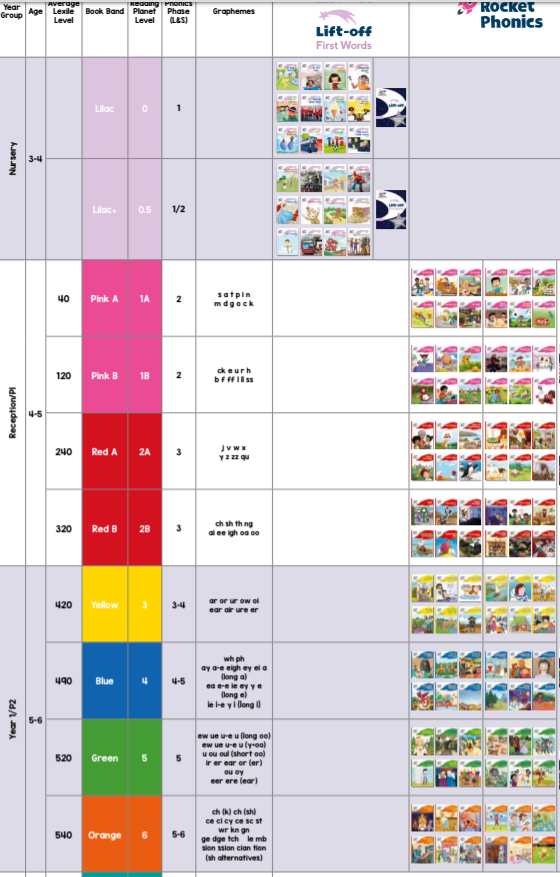 Year Group
Age
Average Lexile Level
Book Band
Reading Planet Level
Phonics Phase (L&S)
Graphemes
Lift-off
First Words
Rocket
Phonics
Nursery
3-4
Lilac
0
1
Lift-off
Lilac+
0.5
1/2
Lift-off
Reception/P1
4-5
40
Pink A
1A
2
s a t p i n
m d g o c k
120
Pink B
1B
2
ck e u r h
b f ff l ll ss
240
Red A
2A
3
j v w x
y z zz qu
320
Red B
2B
3
ch sh th ng
ai ee igh oa oo
Year 1/P2
5-6
420
Yellow
3
3-4
ar or ur ow oi
ear air ure er
490
Blue
4
4-5
wh ph
ay a-e eigh ey ei a
(long a)
ea e-e ie ey y e
(long e)
ie i-e y i (long i)
520
Green
5
5
ew ue u-e u (long oo)
ew ue u-e u (y+oo)
u ou oul (short oo)
ir er ear or (er)
ou oy
eer ere (ear)
540
Orange
6
5-6
ch (k) ch (sh)
ce ci cy ce sc st
wr kn gn
ge dge tch le mb
sion ssion cian tion
(sh alternatives)